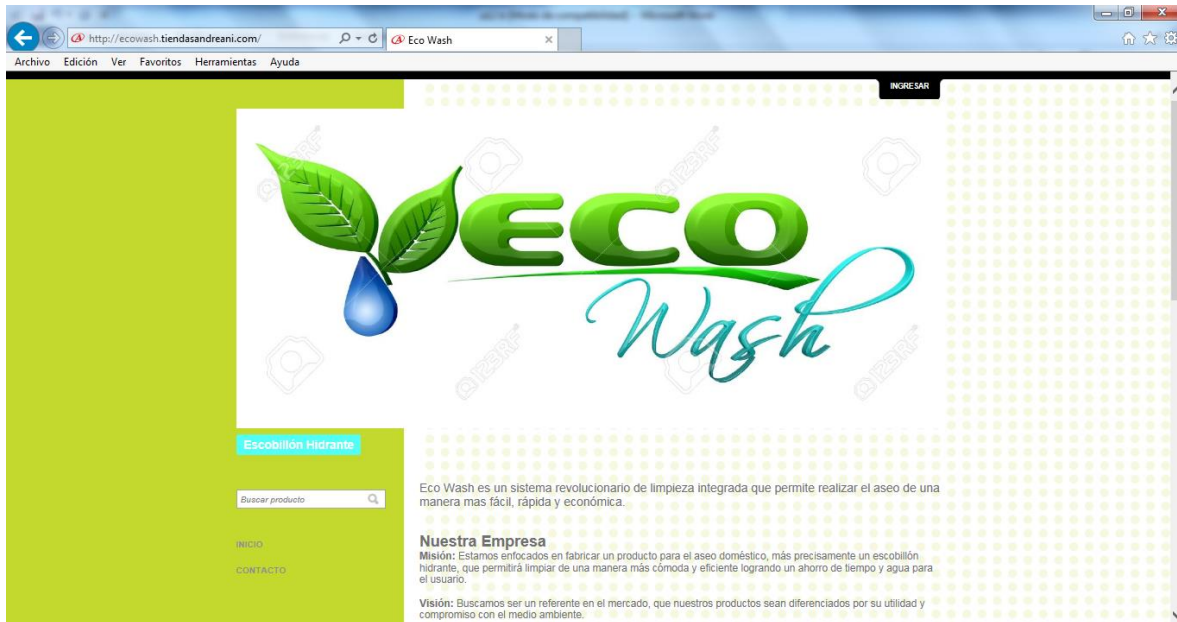 http://ecowash.tiendasandreani.com/
Eco Wash
Archivo Edición Ver Favoritos Herramientas Ayuda
INGRESAR
ECO
Wash
123RF
123RF
123RF
123RF
Escobillón Hidrante
Buscar producto
INICIO
CONTACTO
Eco Wash es un sistema revolucionario de limpieza integrada que permite realizar el aseo de una
manera mas fácil, rápida y económica.
Nuestra Empresa
Misión: Estamos enfocados en fabricar un producto para el aseo doméstico, más precisamente un escobillón
hidrante, que permitirá limpiar de una manera más cómoda y eficiente logrando un ahorro de tiempo y agua para
el usuario.
Visión: Buscamos ser un referente en el mercado, que nuestros productos sean diferenciados por su utilidad y
compromiso con el medio ambiente.